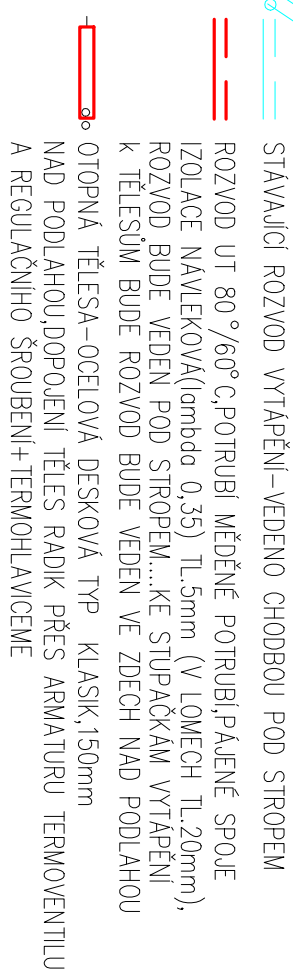 STÁVAJÍCÍ ROZVOD VYTÁPĚNÍ-VEDENO CHODBOU POD STROPEM
ROZVOD UT 80°/60°C,POTRUBÍ MĚDĚNÉ POTRUBÍ,PÁJENÉ SPOJE
IZOLACE NÁVLEKOVÁ(lambda 0,35) TL.5mm (V LOMECH TL.20mm),
ROZVOD BUDE VEDEN POD STROPEM....KE STUPAČKÁM VYTÁPĚNÍ
K TĚLESŮM BUDE ROZVOD BUDE VEDEN VE ZDECH NAD PODLAHOU
OTOPNÁ TĚLESA-OCELOVÁ DESKOVÁ TYP KLASIK,150mm
NAD PODLAHOU,DOPOJENÍ TĚLES RADIK PŘES ARMATURU TERMOVENTILU
A REGULAČNÍHO ŠROUBENÍ+TERMOHLAVICEME